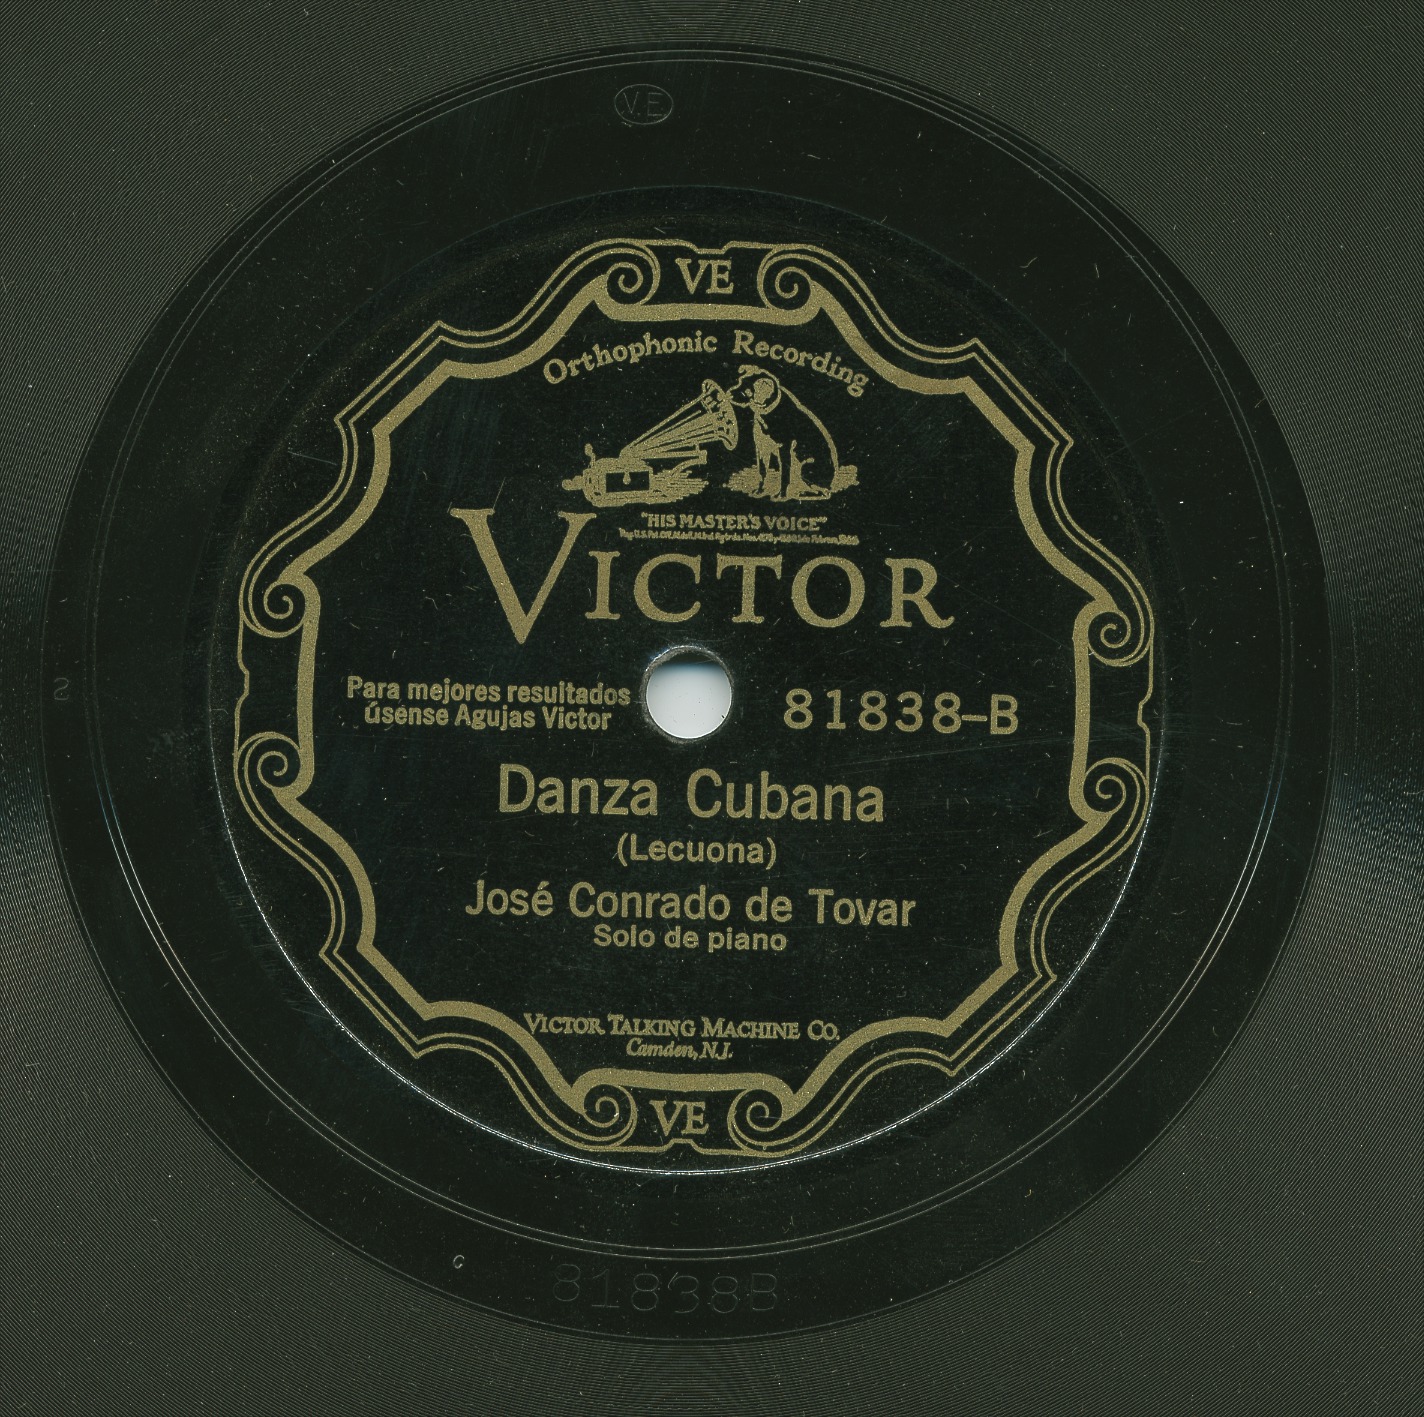 V.E
VE
Orthophonic Recording
"HIS MASTER'S VOICE"
VICTOR
2
Para mejores resultados
úsense Agujas Victor
81838-B
Danza Cubana
(Lecuona)
José Conrado de Tovar
Solo de piano
VICTOR TALKING MACHINE CO.
Camden, N.J.
VE
81838B